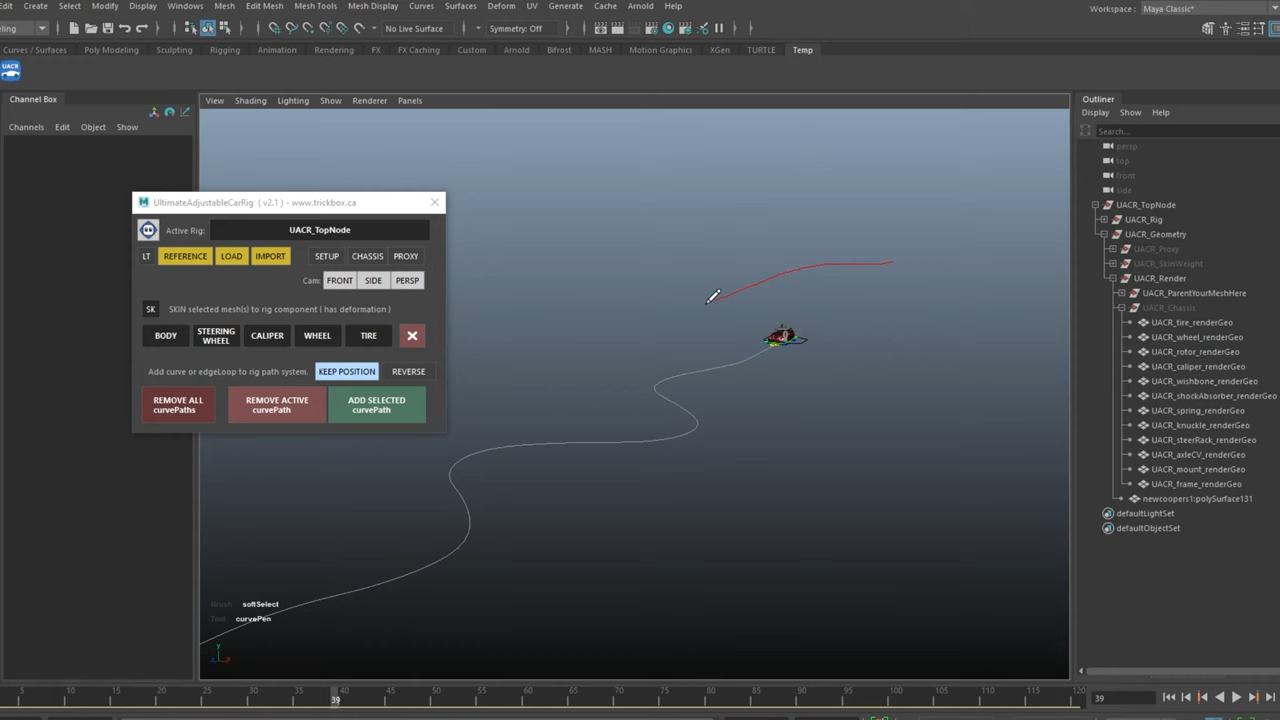 Edit Create Select Modify Display Windows Mesh Edit Mesh Mesh Tools Mesh Display Curves Surfaces Deform UV Generate Cache Arnold Help
Workspace : Maya Classic*
No Live Surface Symmetry: Off
Curves / Surfaces Poly Modeling Sculpting Rigging Animation Rendering FX FX Caching Custom Arnold Bifrost MASH Motion Graphics XGen TURTLE Temp
UACR
Channel Box
Channels Edit Object Show
View Shading Lighting Show Renderer Panels
UltimateAdjustableCarRig ( v2.1 ) - www.trickbox.ca
Active Rig: UACR_TopNode
LT REFERENCE LOAD IMPORT SETUP CHASSIS PROXY
Cam: FRONT SIDE PERSP
SK SKIN selected mesh(s) to rig component ( has deformation )
BODY STEERING WHEEL CALIPER WHEEL TIRE
Add curve or edgeLoop to rig path system. KEEP POSITION REVERSE
REMOVE ALL curvePaths REMOVE ACTIVE curvePath ADD SELECTED curvePath
Brush softSelect
Tool curvePen
y
Outliner
Display Show Help
Search...
persp
top
front
side
UACR_TopNode
UACR_Rig
UACR_Geometry
UACR_Proxy
UACR_SkinWeight
UACR_Render
UACR_ParentYourMeshHere
UACR_Chassis
UACR_tire_renderGeo
UACR_wheel_renderGeo
UACR_rotor_renderGeo
UACR_caliper_renderGeo
UACR_wishbone_renderGeo
UACR_shockAbsorber_renderGeo
UACR_spring_renderGeo
UACR_knuckle_renderGeo
UACR_steerRack_renderGeo
UACR_axleCV_renderGeo
UACR_mount_renderGeo
UACR_frame_renderGeo
newcoopers1:polySurface131
defaultLightSet
defaultObjectSet
5 10 15 20 25 30 35 40 45 50 55 60 65 70 75 80 85 90 95 100 105 110 115 120
39 39